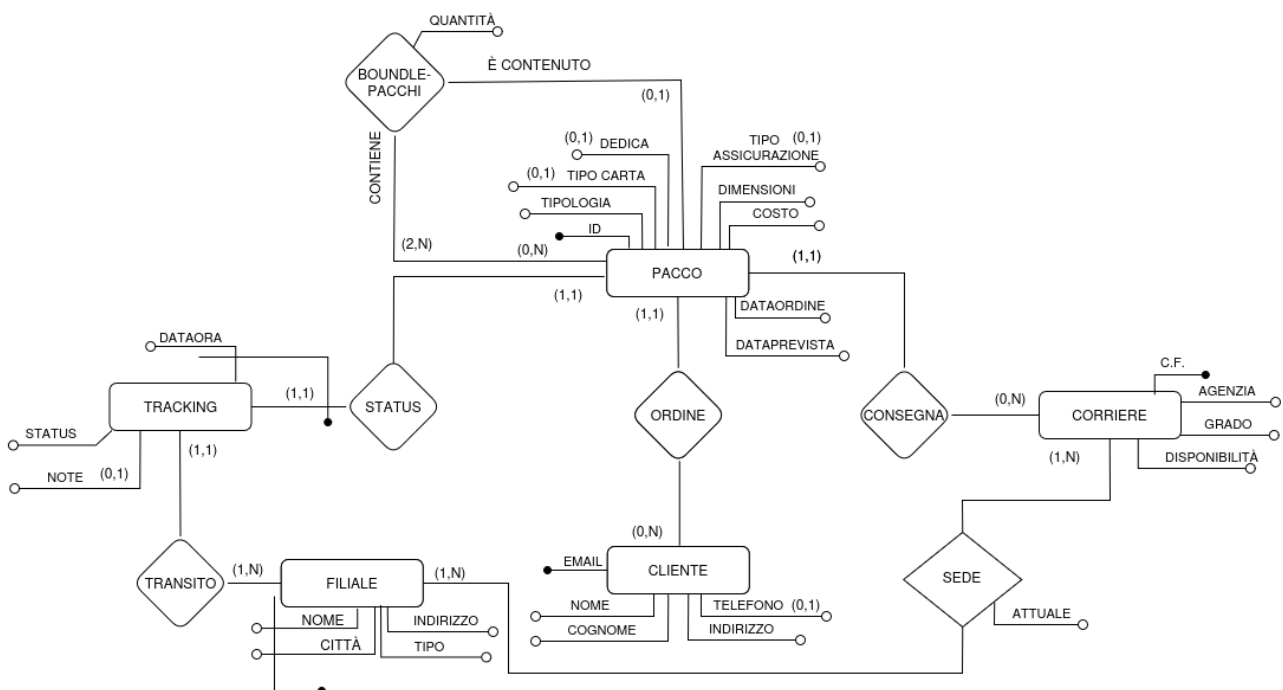 QUANTITÀ
BOUNDLE-
PACCHI
È CONTENUTO
(0,1)
CONTIENE
(0,1) DEDICA
TIPO (0,1)
ASSICURAZIONE
(0,1) TIPO CARTA
DIMENSIONI
TIPOLOGIA
COSTO
ID
(2,N)
(0,N)
(1,1)
PACCO
(1,1)
(1,1)
DATAORDINE
DATAPREVISTA
DATAORA
C.F.
(1,1)
AGENZIA
TRACKING
STATUS
ORDINE
CONSEGNA
(0,N)
CORRIERE
GRADO
STATUS
(1,1)
(1,N)
DISPONIBILITÀ
NOTE (0,1)
(0,N)
EMAIL
CLIENTE
TRANSITO
(1,N)
FILIALE
(1,N)
SEDE
NOME
TELEFONO (0,1)
ATTUALE
NOME
INDIRIZZO
COGNOME
INDIRIZZO
CITTÀ
TIPO